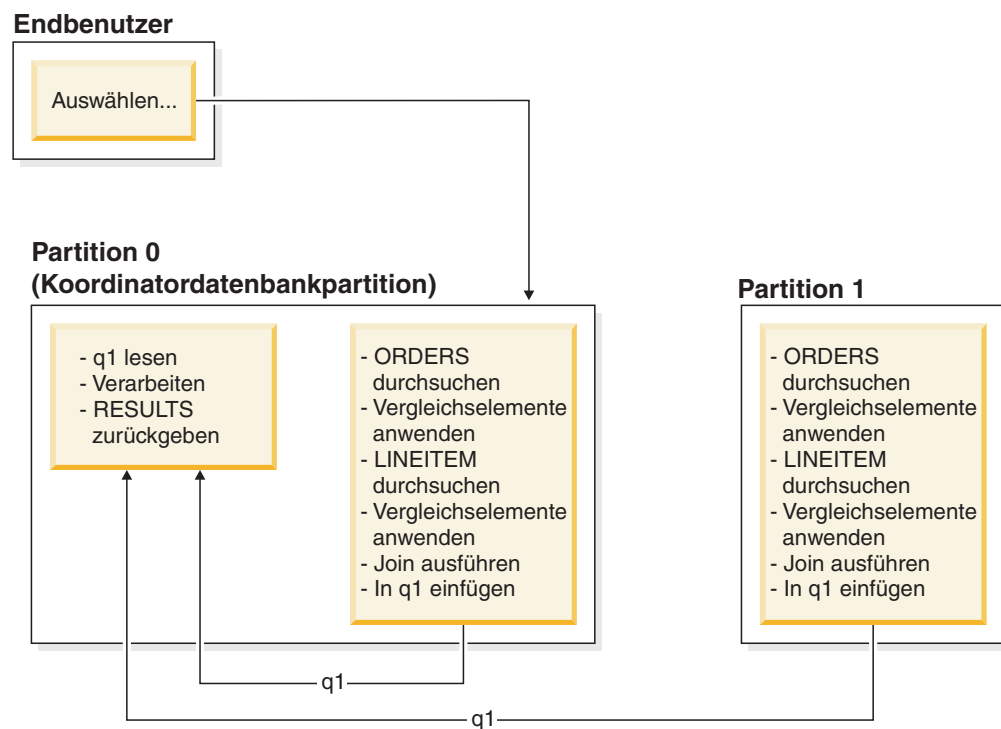 Endbenutzer
Auswählen...
Partition 0
(Koordinatordatenbankpartition)
- q1 lesen
- Verarbeiten
- RESULTS
zurückgeben
- ORDERS
durchsuchen
- Vergleichselemente
anwenden
- LINEITEM
durchsuchen
- Vergleichselemente
anwenden
- Join ausführen
- In q1 einfügen
Partition 1
- ORDERS
durchsuchen
- Vergleichselemente
anwenden
- LINEITEM
durchsuchen
- Vergleichselemente
anwenden
- Join ausführen
- In q1 einfügen
q1
q1